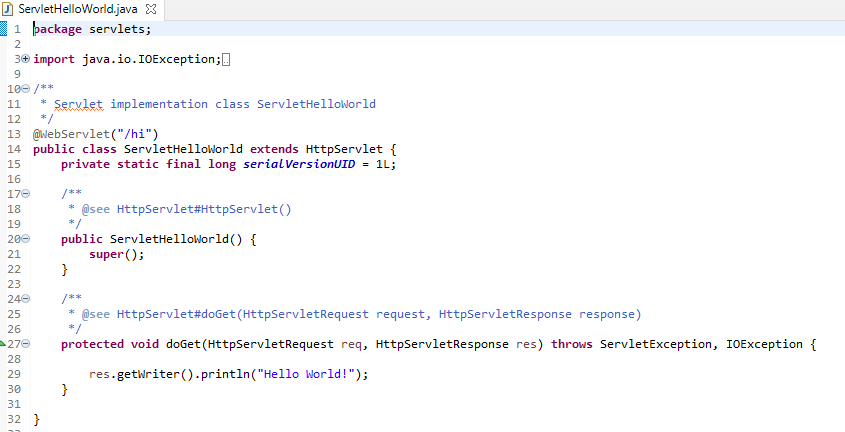 ServletHelloWorld.java
1 package servlets;
2
3 import java.io.IOException;
9
10 /**
11 * Servlet implementation class ServletHelloWorld
12 */
13 @WebServlet("/hi")
14 public class ServletHelloWorld extends HttpServlet {
15 private static final long serialVersionUID = 1L;
16
17 /**
18 * @see HttpServlet#HttpServlet()
19 */
20 public ServletHelloWorld() {
21 super();
22 }
23
24 /**
25 * @see HttpServlet#doGet(HttpServletRequest request, HttpServletResponse response)
26 */
27 protected void doGet(HttpServletRequest req, HttpServletResponse res) throws ServletException, IOException {
28
29 res.getWriter().println("Hello World!");
30 }
31
32 }